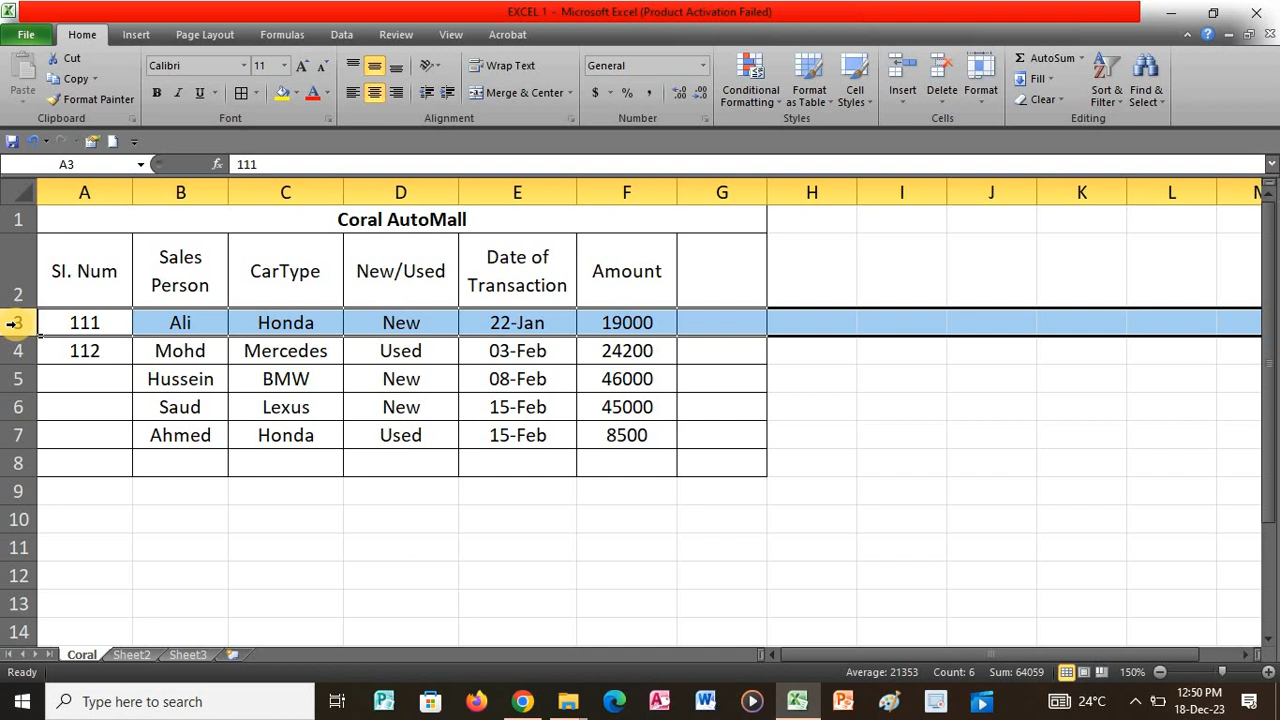 EXCEL 1 - Microsoft Excel (Product Activation Failed)
File Home Insert Page Layout Formulas Data Review View Acrobat
Paste
Cut
Copy
Format Painter
Clipboard
Calibri 11
B I U
Font
Wrap Text
Merge & Center
Alignment
General
$ % ,
Number
Conditional Formatting
Format as Table
Cell Styles
Styles
Insert Delete Format
Cells
Σ AutoSum
Fill
Clear
Sort & Filter
Find & Select
Editing
A3 fx 111
A B C D E F G H I J K L M
1 Coral AutoMall
2 SI. Num Sales Person CarType New/Used Date of Transaction Amount
3 111 Ali Honda New 22-Jan 19000
4 112 Mohd Mercedes Used 03-Feb 24200
5 Hussein BMW New 08-Feb 46000
6 Saud Lexus New 15-Feb 45000
7 Ahmed Honda Used 15-Feb 8500
8
9
10
11
12
13
14
Coral Sheet2 Sheet3
Ready Average: 21353 Count: 6 Sum: 64059 150%
Type here to search 24°C 12:50 PM
18-Dec-23